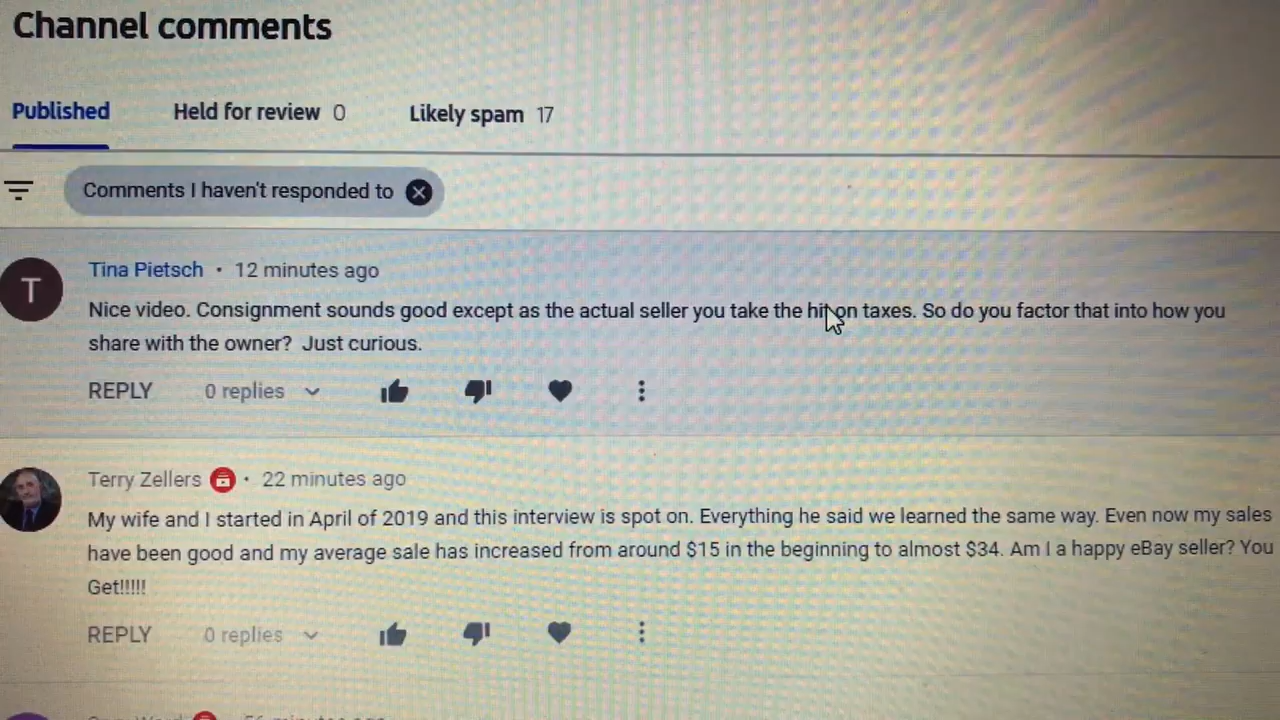 Channel comments
Published Held for review 0 Likely spam 17
Comments I haven't responded to
T
Tina Pietsch • 12 minutes ago
Nice video. Consignment sounds good except as the actual seller you take the hit on taxes. So do you factor that into how you
share with the owner? Just curious.
REPLY 0 replies
Terry Zellers • 22 minutes ago
My wife and I started in April of 2019 and this interview is spot on. Everything he said we learned the same way. Even now my sales
have been good and my average sale has increased from around $15 in the beginning to almost $34. Am I a happy eBay seller? You
Get!!!!!
REPLY 0 replies
minutes ago